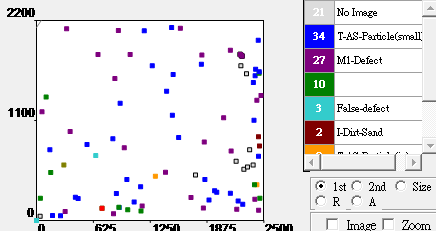 2200
1100
0
0
625
1250
1875
2500
21 No Image
34 T-AS-Particle(small
27 M1-Defect
10
3 False-defect
2 I-Dirt-Sand
1st 2nd Size
R A
Image Zoom